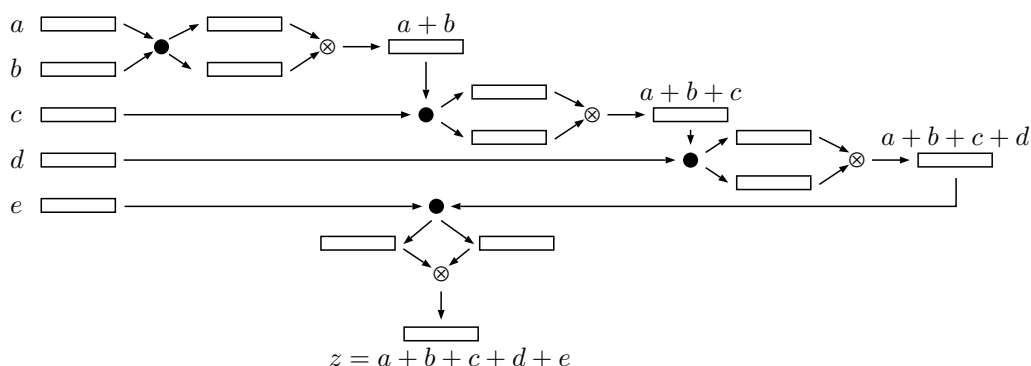 a
a + b
b
c
a + b + c
d
a + b + c + d
e
z = a + b + c + d + e